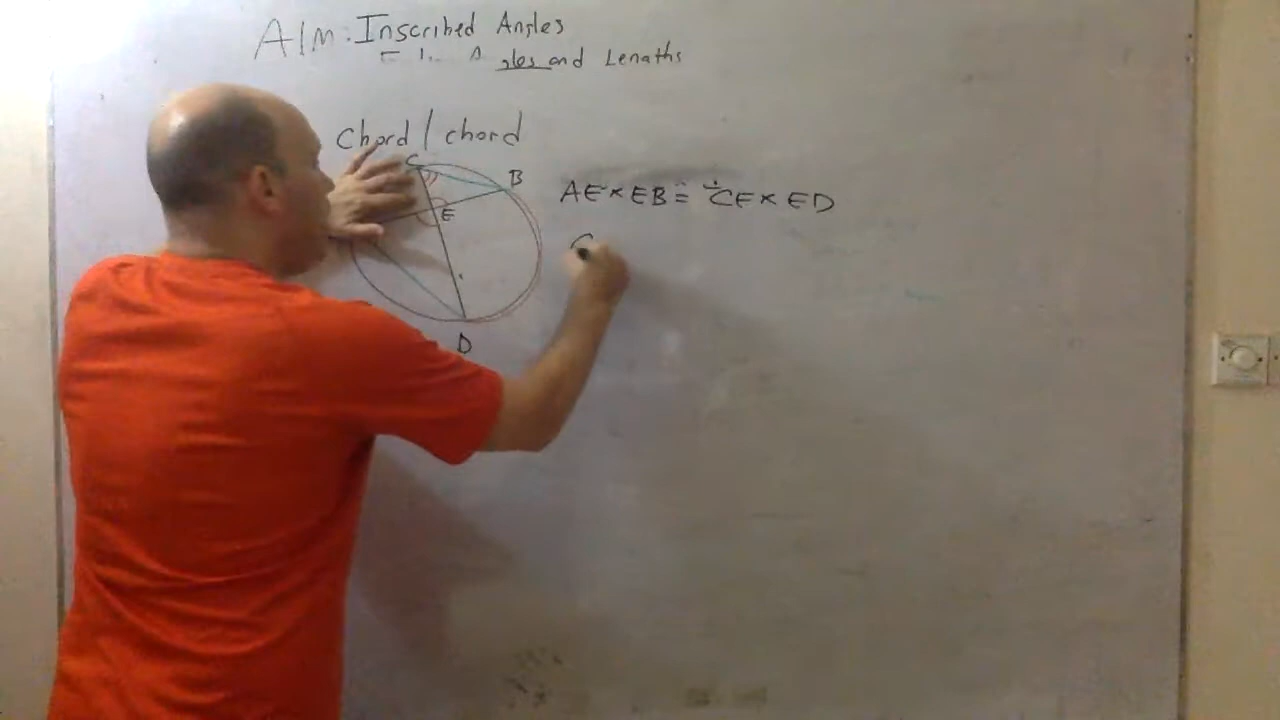 AIM: Inscribed Angles
and Lengths
Chord / chord
C
B
AE×EB = CE×ED
E
C
D